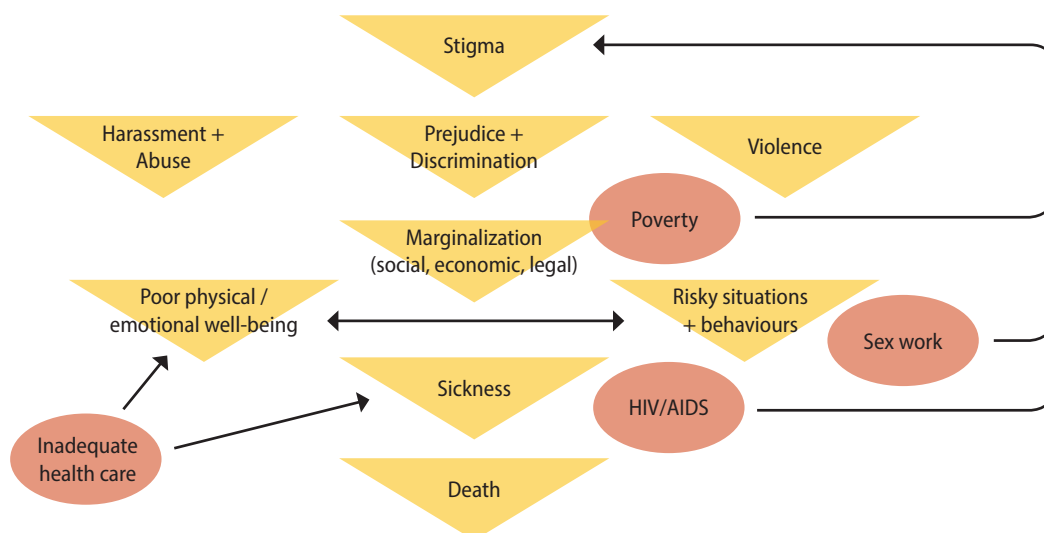 Stigma
Harassment +
Abuse
Prejudice +
Discrimination
Violence
Poverty
Marginalization
(social, economic, legal)
Poor physical /
emotional well-being
Risky situations
+ behaviours
Sex work
Sickness
HIV/AIDS
Inadequate
health care
Death